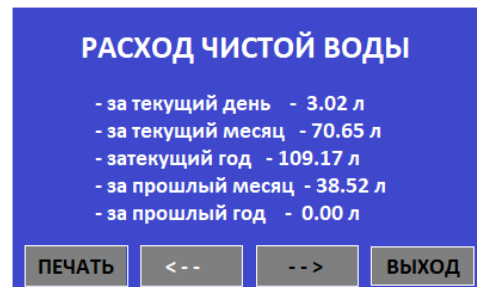 РАСХОД ЧИСТОЙ ВОДЫ
- за текущий день - 3.02 л
- за текущий месяц - 70.65 л
- затекущий год - 109.17 л
- за прошлый месяц - 38.52 л
- за прошлый год - 0.00 л
ПЕЧАТЬ <-- --> ВЫХОД